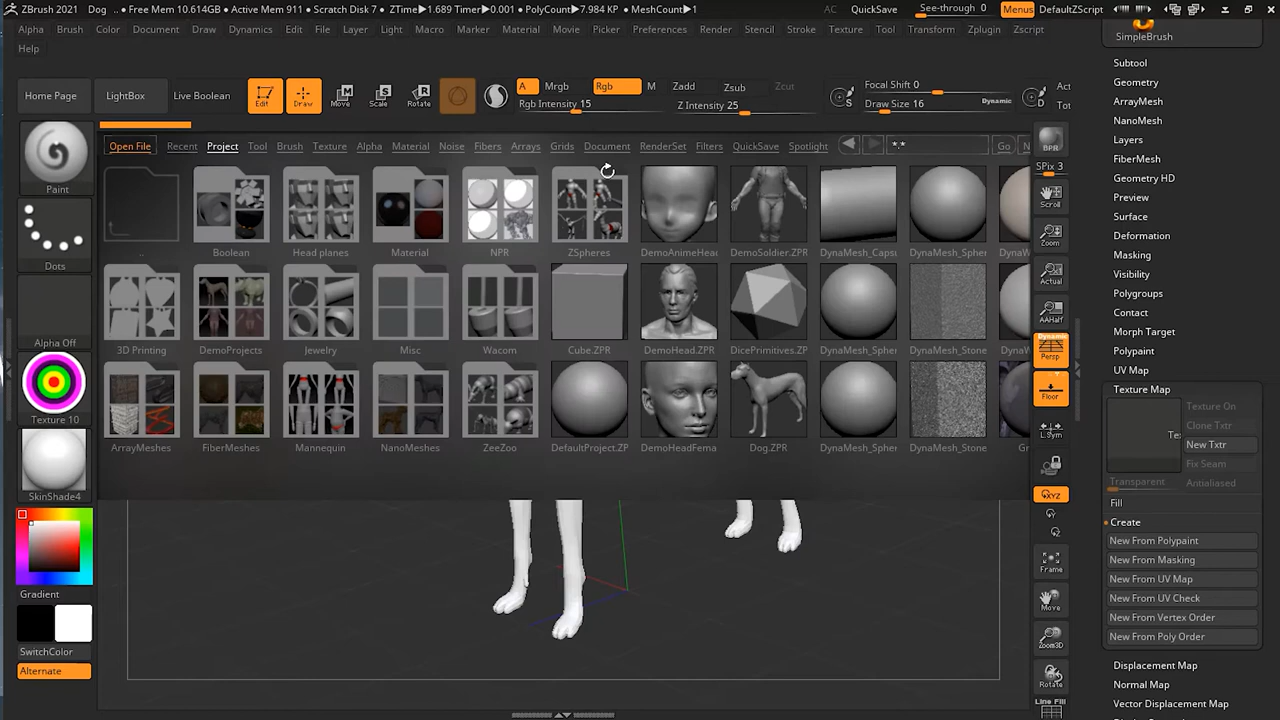 ZBrush 2021 Dog .. • Free Mem 10.614GB • Active Mem 911 • Scratch Disk 7 • ZTime▶1.689 Timer▶0.001 • PolyCount▶7.984 KP • MeshCount▶1 AC QuickSave See-through 0 Menus DefaultZScript
Alpha Brush Color Document Draw Dynamics Edit File Layer Light Macro Marker Material Movie Picker Preferences Render Stencil Stroke Texture Tool Transform Zplugin Zscript
Help
SimpleBrush
Home Page LightBox Live Boolean Edit Draw Move Scale Rotate
A Mrgb Rgb M Zadd Zsub Zcut
Rgb Intensity 15 Z Intensity 25
Focal Shift 0
Draw Size 16 Dynamic
S D
Open File Recent Project Tool Brush Texture Alpha Material Noise Fibers Arrays Grids Document RenderSet Filters QuickSave Spotlight *.* Go N
.. Boolean Head planes Material NPR ZSpheres DemoAnimeHead DemoSoldier.ZPR DynaMesh_Capsu DynaMesh_Spher DynaW
3D Printing DemoProjects Jewelry Misc Wacom Cube.ZPR DemoHead.ZPR DicePrimitives.ZP DynaMesh_Spher DynaMesh_Stone DynaW
ArrayMeshes FiberMeshes Mannequin NanoMeshes ZeeZoo DefaultProject.ZP DemoHeadFema Dog.ZPR DynaMesh_Spher DynaMesh_Stone Gr
Paint
Dots
Alpha Off
Texture 10
SkinShade4
Gradient
SwitchColor
Alternate
BPR
SPix 3
Scroll
Zoom
Actual
AAHalf
Dynamic
Persp
Floor
L.Sym
XYZ
Y
Z
Frame
Move
Zoom3D
Rotate
Line Fill
Subtool
Geometry
ArrayMesh
NanoMesh
Layers
FiberMesh
Geometry HD
Preview
Surface
Deformation
Masking
Visibility
Polygroups
Contact
Morph Target
Polypaint
UV Map
Texture Map
Texture On
Clone Txtr
New Txtr
Fix Seam
Transparent Antialiased
Fill
Create
New From Polypaint
New From Masking
New From UV Map
New From UV Check
New From Vertex Order
New From Poly Order
Displacement Map
Normal Map
Vector Displacement Map